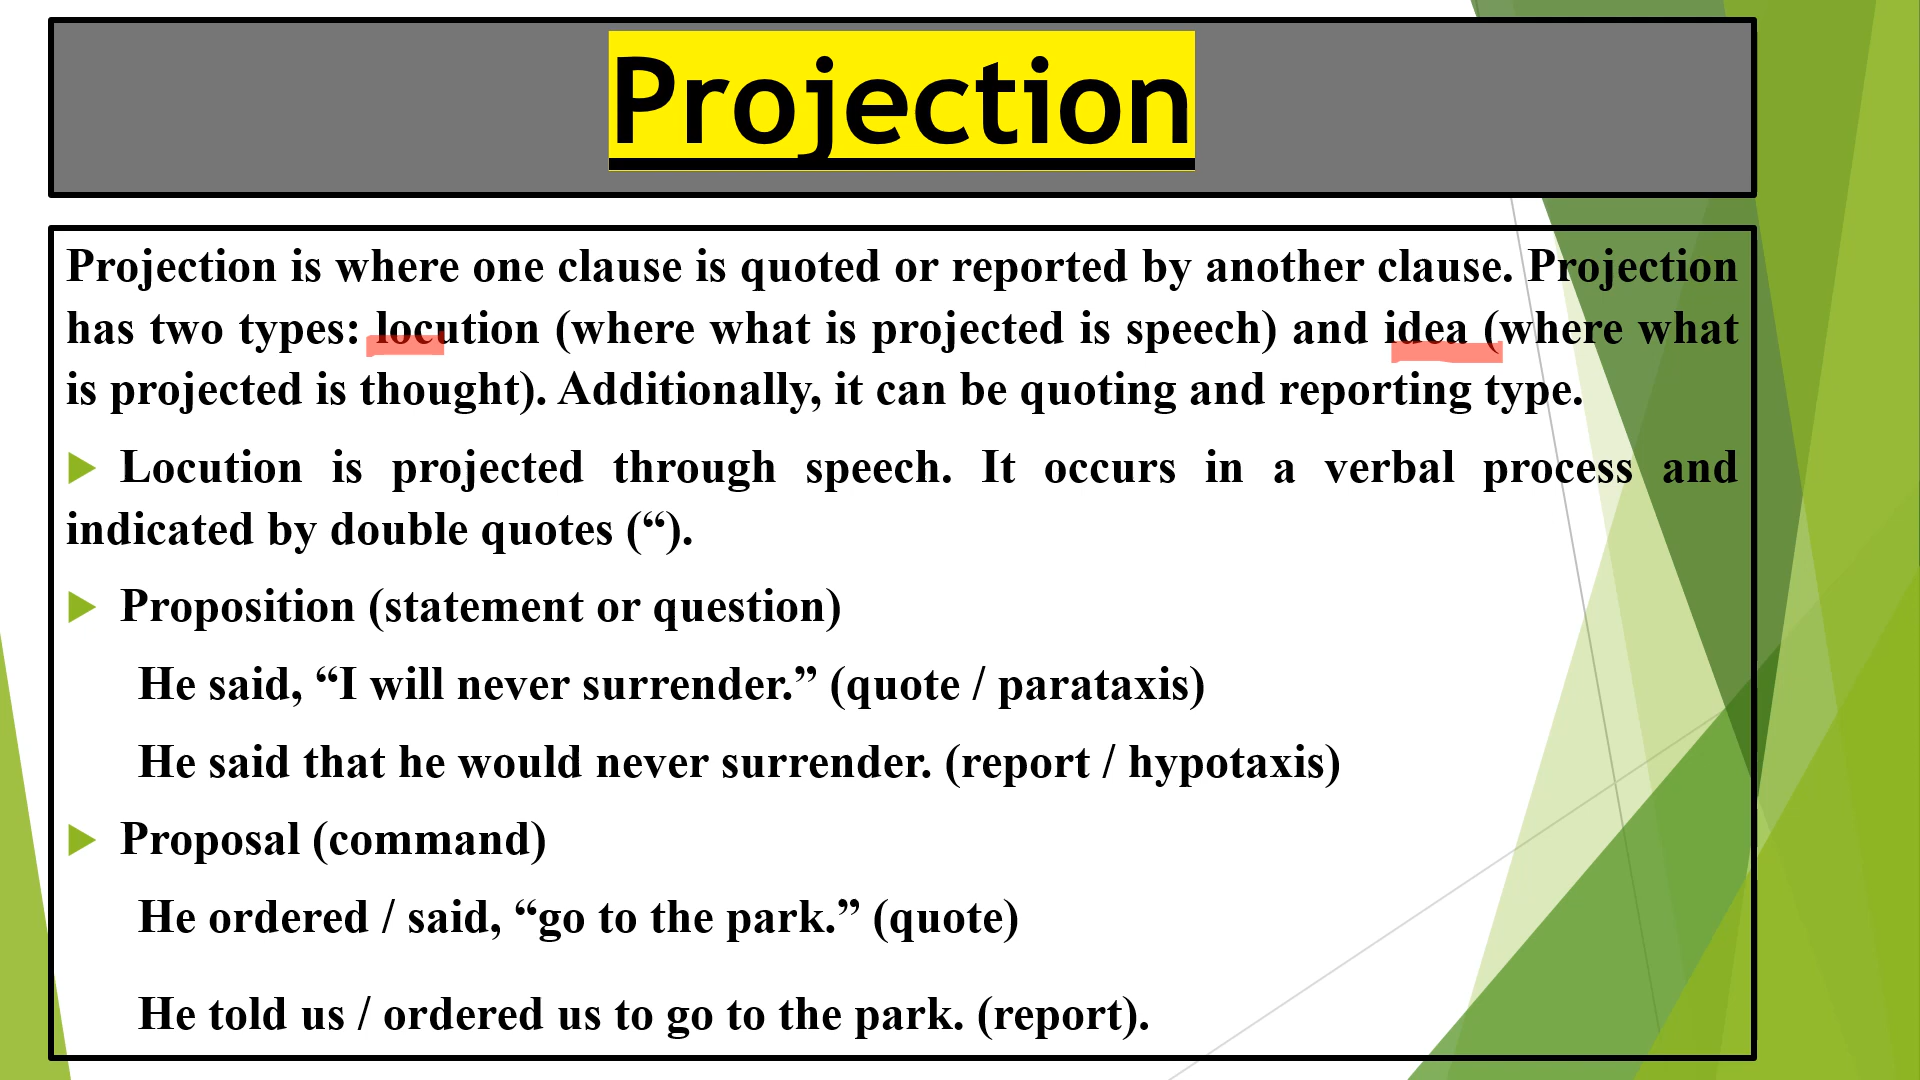 Projection
Projection is where one clause is quoted or reported by another clause. Projection
has two types: locution (where what is projected is speech) and idea (where what
is projected is thought). Additionally, it can be quoting and reporting type.
Locution is projected through speech. It occurs in a verbal process and
indicated by double quotes (“).
Proposition (statement or question)
He said, “I will never surrender.” (quote / parataxis)
He said that he would never surrender. (report / hypotaxis)
Proposal (command)
He ordered / said, “go to the park.” (quote)
He told us / ordered us to go to the park. (report).